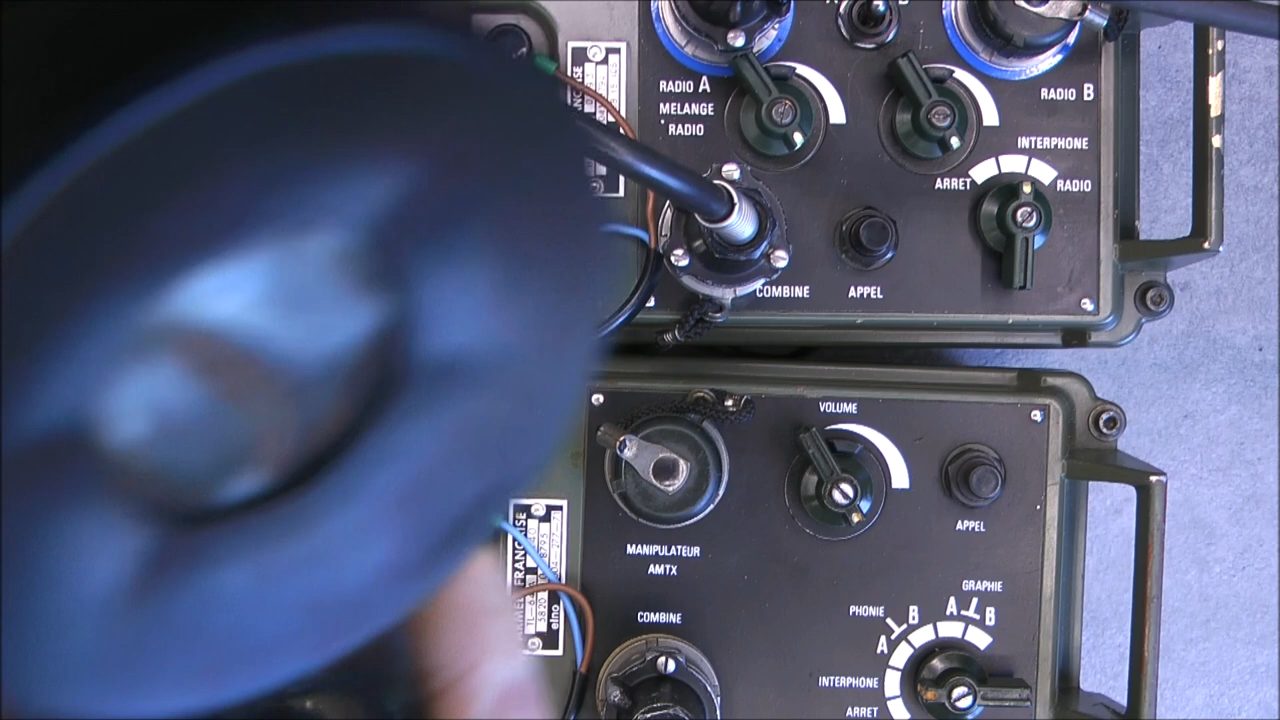 RADIO A
MELANGE
RADIO
RADIO B
INTERPHONE
ARRET
RADIO
COMBINE
APPEL
VOLUME
APPEL
MANIPULATEUR
AMTX
COMBINE
GRAPHIE
A B
PHONIE
B
A
INTERPHONE
ARRET
FRANÇAISE
elno